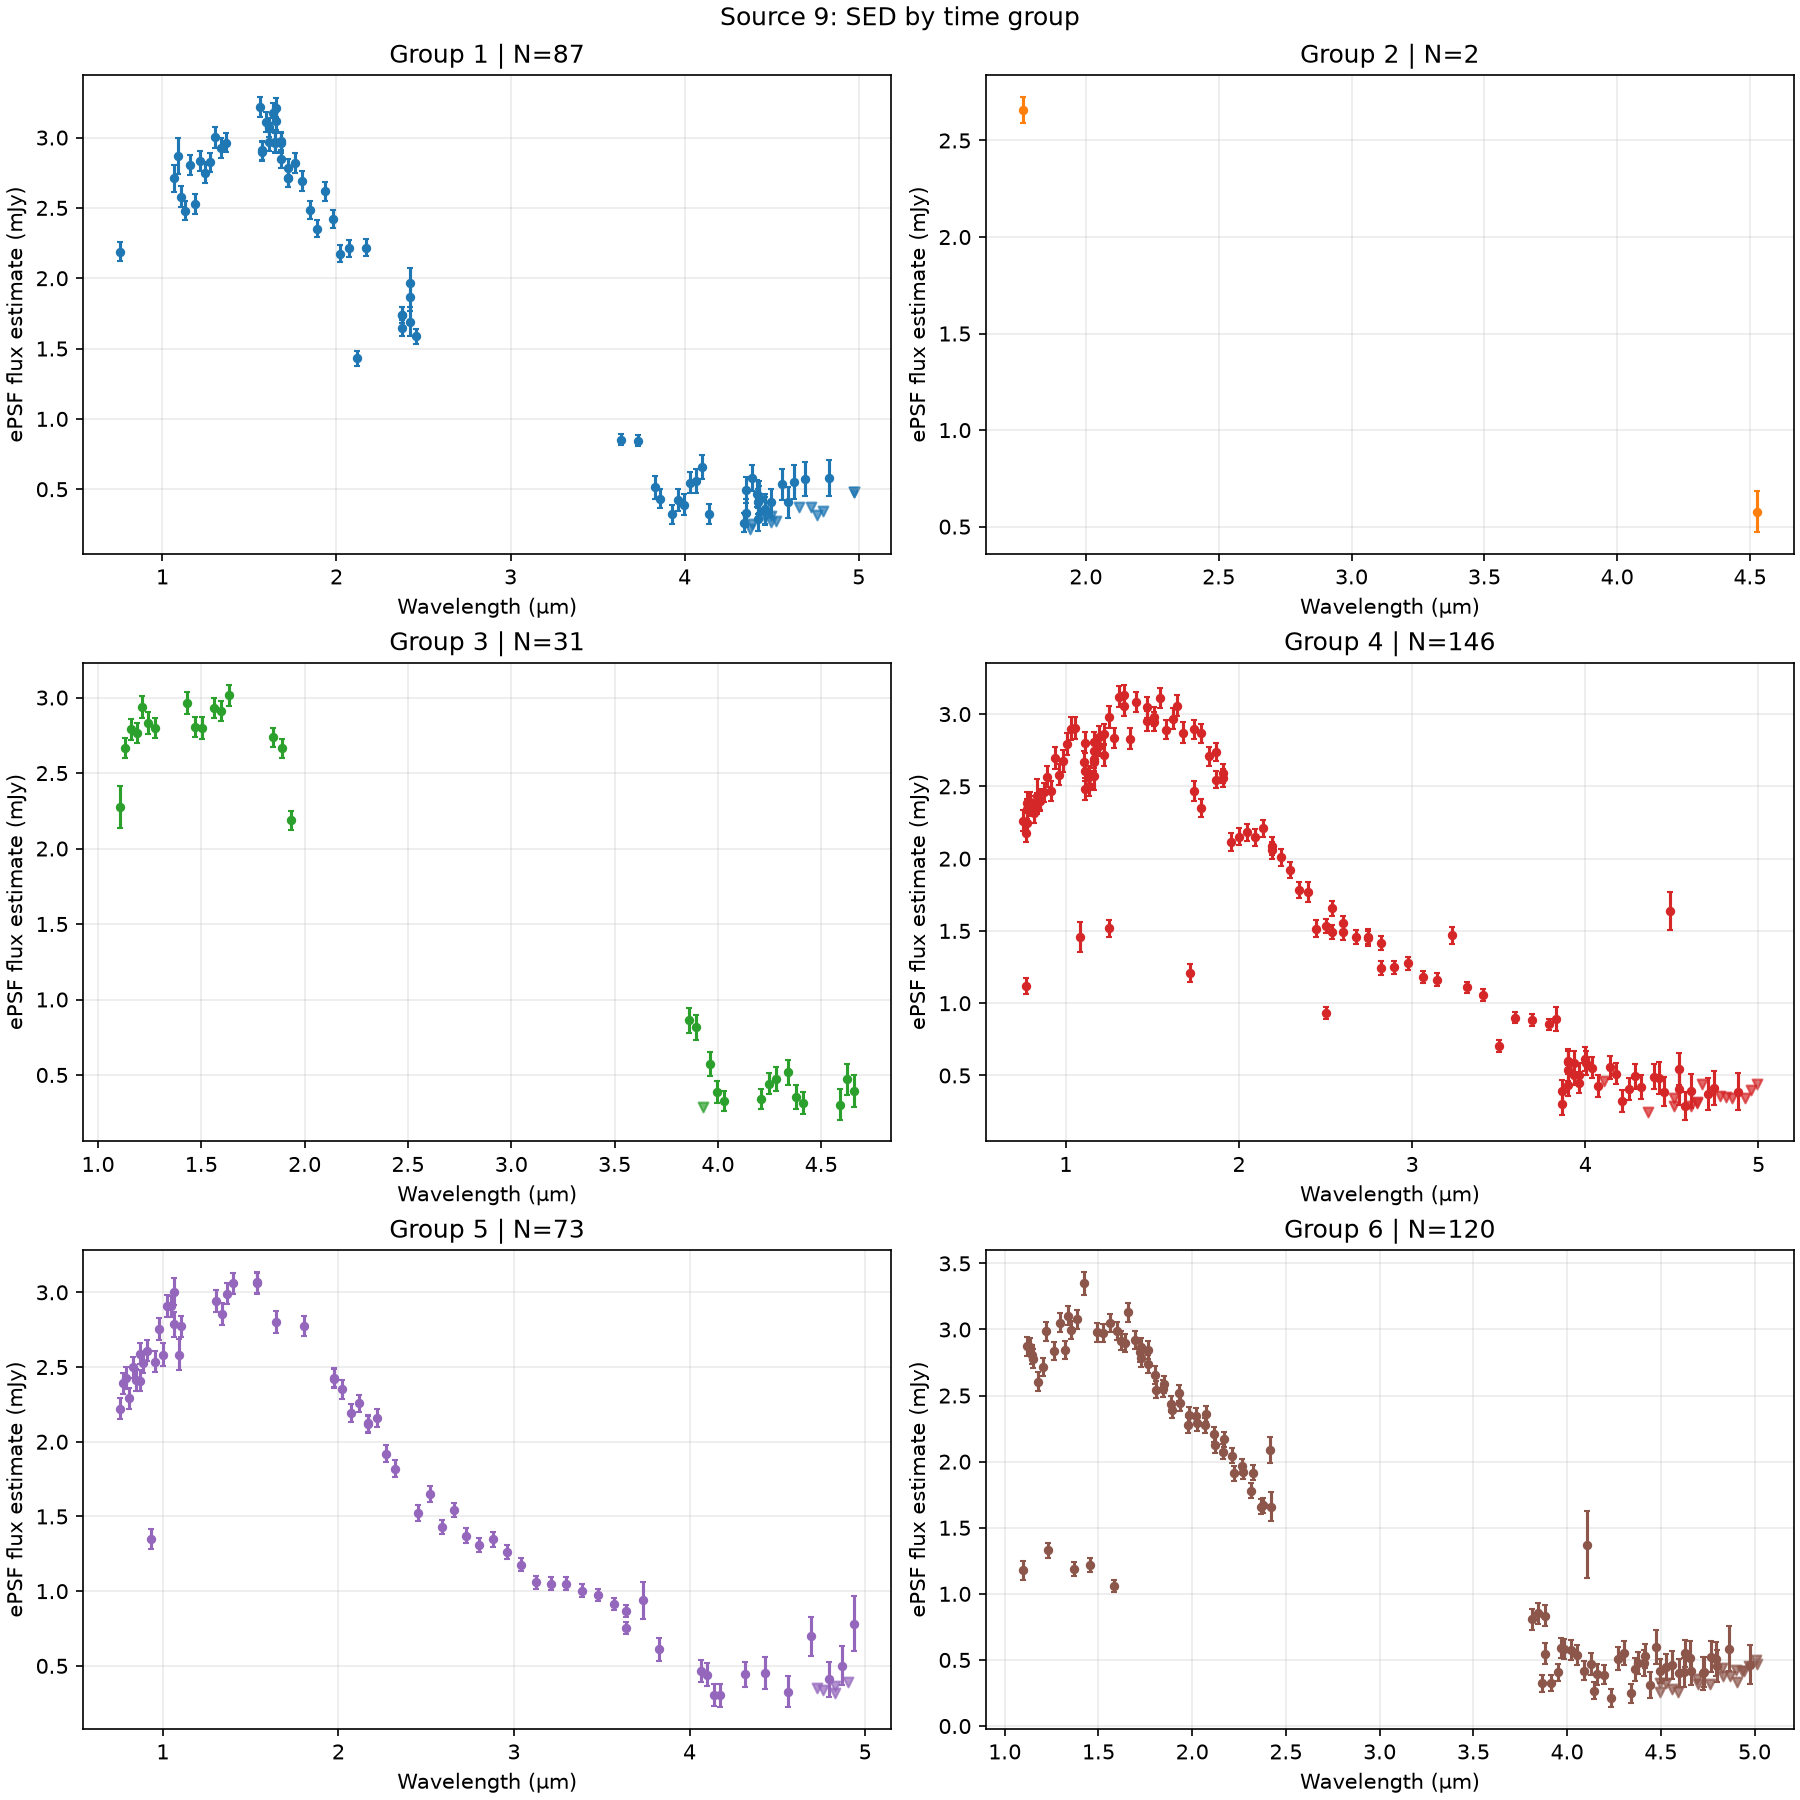 Source 9: SED by time group
Group 1 | N=87
ePSF flux estimate (mJy)
3.0
2.5
2.0
1.5
1.0
0.5
1 2 3 4 5
Wavelength (μm)
Group 2 | N=2
ePSF flux estimate (mJy)
2.5
2.0
1.5
1.0
0.5
2.0 2.5 3.0 3.5 4.0 4.5
Wavelength (μm)
Group 3 | N=31
ePSF flux estimate (mJy)
3.0
2.5
2.0
1.5
1.0
0.5
1.0 1.5 2.0 2.5 3.0 3.5 4.0 4.5
Wavelength (μm)
Group 4 | N=146
ePSF flux estimate (mJy)
3.0
2.5
2.0
1.5
1.0
0.5
1 2 3 4 5
Wavelength (μm)
Group 5 | N=73
ePSF flux estimate (mJy)
3.0
2.5
2.0
1.5
1.0
0.5
1 2 3 4 5
Wavelength (μm)
Group 6 | N=120
ePSF flux estimate (mJy)
3.5
3.0
2.5
2.0
1.5
1.0
0.5
0.0
1.0 1.5 2.0 2.5 3.0 3.5 4.0 4.5 5.0
Wavelength (μm)